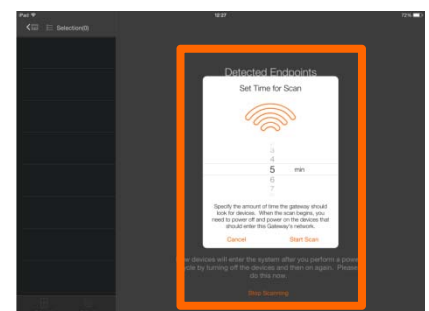 iPad
12:27
73%
Selection(0)
Detected Endpoints
Set Time for
Scan
3
4
5 min
6
7
Specify the amount of time the gateway should
look for devices. When the scan begins, you
need to power off and power on the devices that
should enter this Gateway's network.
Cancel Start Scan
devices will enter the system after you perform a power
cycle by turning off the devices and then on again. Please
do this now.
Stop Scanning